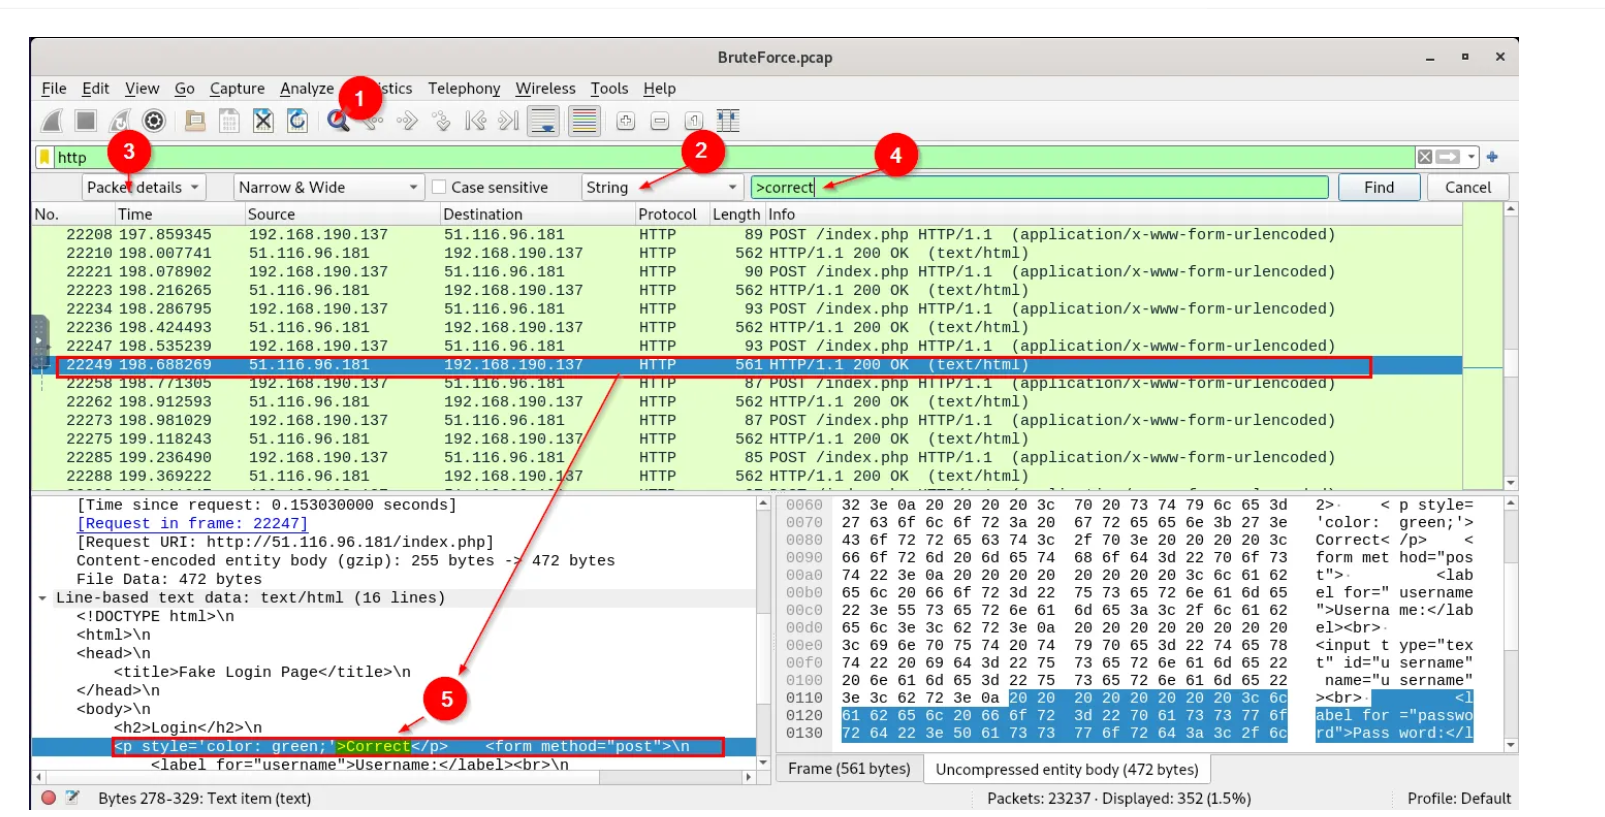 BruteForce.pcap
File Edit View Go Capture Analyze istics Telephony Wireless Tools Help
1
http
3
2
4
Packet details Narrow & Wide Case sensitive String >correct Find Cancel
No. Time Source Destination Protocol Length Info
22208 197.859345 192.168.190.137 51.116.96.181 HTTP 89 POST /index.php HTTP/1.1 (application/x-www-form-urlencoded)
22210 198.007741 51.116.96.181 192.168.190.137 HTTP 562 HTTP/1.1 200 OK (text/html)
22221 198.078902 192.168.190.137 51.116.96.181 HTTP 90 POST /index.php HTTP/1.1 (application/x-www-form-urlencoded)
22223 198.216265 51.116.96.181 192.168.190.137 HTTP 562 HTTP/1.1 200 OK (text/html)
22234 198.286795 192.168.190.137 51.116.96.181 HTTP 93 POST /index.php HTTP/1.1 (application/x-www-form-urlencoded)
22236 198.424493 51.116.96.181 192.168.190.137 HTTP 562 HTTP/1.1 200 OK (text/html)
22247 198.535239 192.168.190.137 51.116.96.181 HTTP 93 POST /index.php HTTP/1.1 (application/x-www-form-urlencoded)
22249 198.688269 51.116.96.181 192.168.190.137 HTTP 561 HTTP/1.1 200 OK (text/html)
22258 198.771305 192.168.190.137 51.116.96.181 HTTP 87 POST /index.php HTTP/1.1 (application/x-www-form-urlencoded)
22262 198.912593 51.116.96.181 192.168.190.137 HTTP 562 HTTP/1.1 200 OK (text/html)
22273 198.981029 192.168.190.137 51.116.96.181 HTTP 87 POST /index.php HTTP/1.1 (application/x-www-form-urlencoded)
22275 199.118243 51.116.96.181 192.168.190.137 HTTP 562 HTTP/1.1 200 OK (text/html)
22285 199.236490 192.168.190.137 51.116.96.181 HTTP 85 POST /index.php HTTP/1.1 (application/x-www-form-urlencoded)
22288 199.369222 51.116.96.181 192.168.190.137 HTTP 562 HTTP/1.1 200 OK (text/html)
[Time since request: 0.153030000 seconds]
[Request in frame: 22247]
[Request URI: http://51.116.96.181/index.php]
Content-encoded entity body (gzip): 255 bytes -> 472 bytes
File Data: 472 bytes
Line-based text data: text/html (16 lines)
<!DOCTYPE html>\n
<html>\n
<head>\n
<title>Fake Login Page</title>\n
</head>\n
<body>\n
<h2>Login</h2>\n
<p style='color: green;'>Correct</p> <form method="post">\n
<label for="username">Username:</label><br>\n
5
0060 32 3e 0a 20 20 20 20 3c 70 20 73 74 79 6c 65 3d 2>· < p style=
0070 27 63 6f 6c 6f 72 3a 20 67 72 65 65 6e 3b 27 3e 'color: green;'>
0080 43 6f 72 72 65 63 74 3c 2f 70 3e 20 20 20 20 3c Correct< /p> <
0090 66 6f 72 6d 20 6d 65 74 68 6f 64 3d 22 70 6f 73 form met hod="pos
00a0 74 22 3e 0a 20 20 20 20 20 20 20 20 3c 6c 61 62 t">· <lab
00b0 65 6c 20 66 6f 72 3d 22 75 73 65 72 6e 61 6d 65 el for=" username
00c0 22 3e 55 73 65 72 6e 61 6d 65 3a 3c 2f 6c 61 62 ">Userna me:</lab
00d0 65 6c 3e 3c 62 72 3e 0a 20 20 20 20 20 20 20 20 el><br>·
00e0 3c 69 6e 70 75 74 20 74 79 70 65 3d 22 74 65 78 <input t ype="tex
00f0 74 22 20 69 64 3d 22 75 73 65 72 6e 61 6d 65 22 t" id="u sername"
0100 20 6e 61 6d 65 3d 22 75 73 65 72 6e 61 6d 65 22 name="u sername"
0110 3e 3c 62 72 3e 0a 20 20 20 20 20 20 20 20 3c 6c ><br>· <l
0120 61 62 65 6c 20 66 6f 72 3d 22 70 61 73 73 77 6f abel for ="passwo
0130 72 64 22 3e 50 61 73 73 77 6f 72 64 3a 3c 2f 6c rd">Pass word:</l
Frame (561 bytes) Uncompressed entity body (472 bytes)
Bytes 278-329: Text item (text) Packets: 23237 · Displayed: 352 (1.5%) Profile: Default